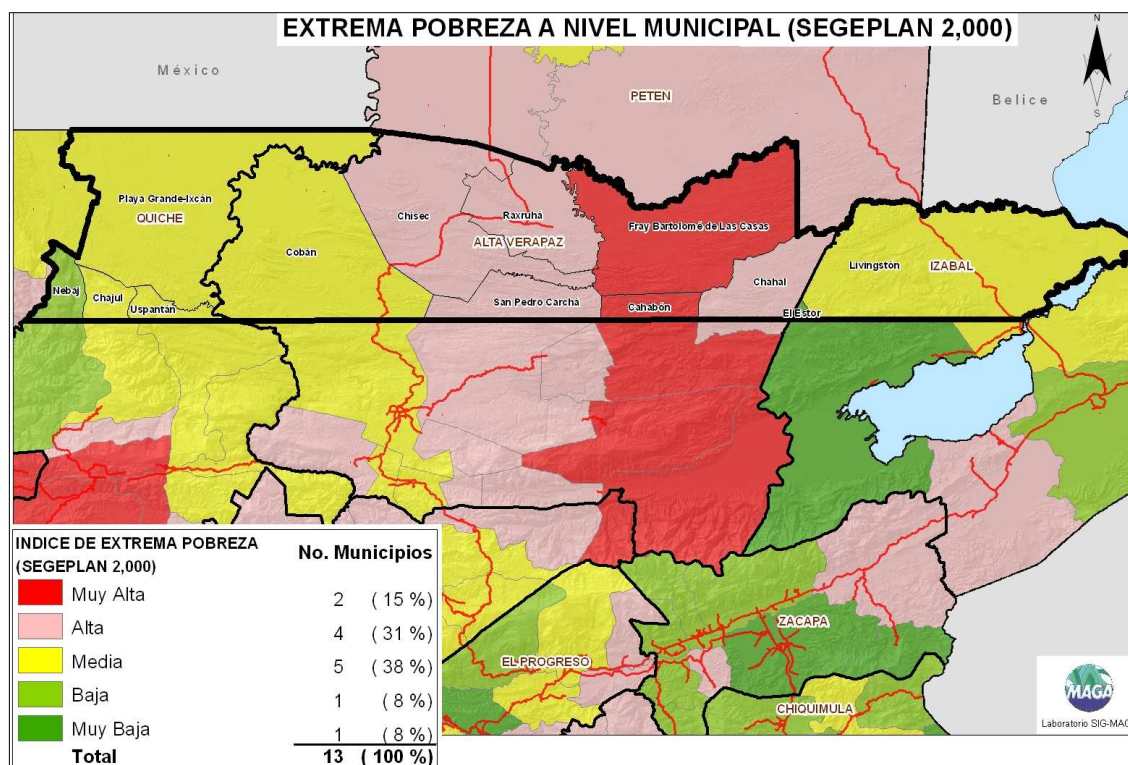 EXTREMA POBREZA A NIVEL MUNICIPAL (SEGEPLAN 2,000)
N
S
México
PETEN
Belice
Playa Grande-Ixcán
QUICHE
Cobán
Chisec
Raxruhá
ALTA VERAPAZ
Fray Bartolomé de Las Casas
Livingston
IZABAL
Nebaj
Chajul
Uspantán
San Pedro Carchá
Cahabón
Chahal
El Estor
INDICE DE EXTREMA POBREZA
(SEGEPLAN 2,000)
No. Municipios
Muy Alta 2 ( 15 %)
Alta 4 ( 31 %)
Media 5 ( 38 %)
Baja 1 ( 8 %)
Muy Baja 1 ( 8 %)
Total 13 ( 100 %)
ZACAPA
EL PROGRESO
CHIQUIMULA
MAGA
Laboratorio SIG-MAG